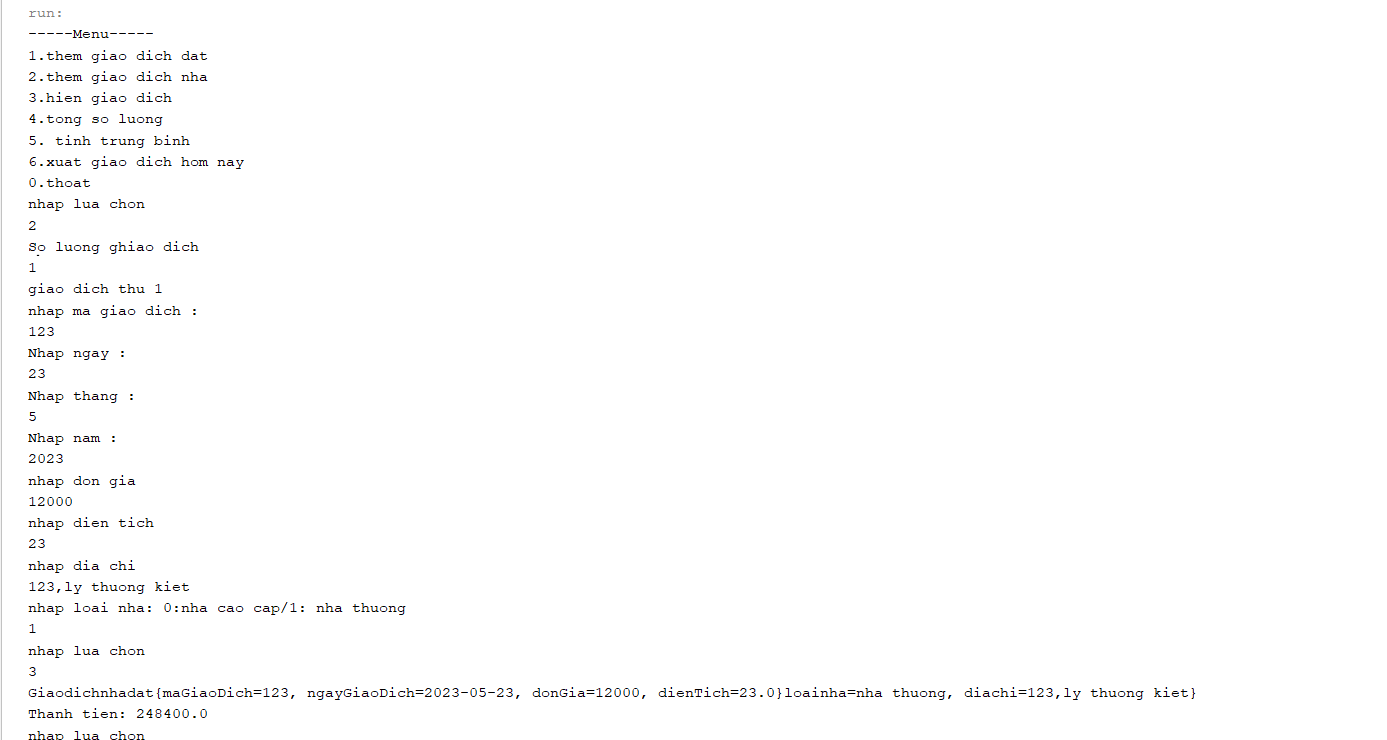 run:
-----Menu-----
1.them giao dich dat
2.them giao dich nha
3.hien giao dich
4.tong so luong
5. tinh trung binh
6.xuat giao dich hom nay
0.thoat
nhap lua chon
2
So luong ghiao dich
1
giao dich thu 1
nhap ma giao dich :
123
Nhap ngay :
23
Nhap thang :
5
Nhap nam :
2023
nhap don gia
12000
nhap dien tich
23
nhap dia chi
123,ly thuong kiet
nhap loai nha: 0:nha cao cap/1: nha thuong
1
nhap lua chon
3
Giaodichnhadat{maGiaoDich=123, ngayGiaoDich=2023-05-23, donGia=12000, dienTich=23.0}loainha=nha thuong, diachi=123,ly thuong kiet}
Thanh tien: 248400.0
nhap lua chon